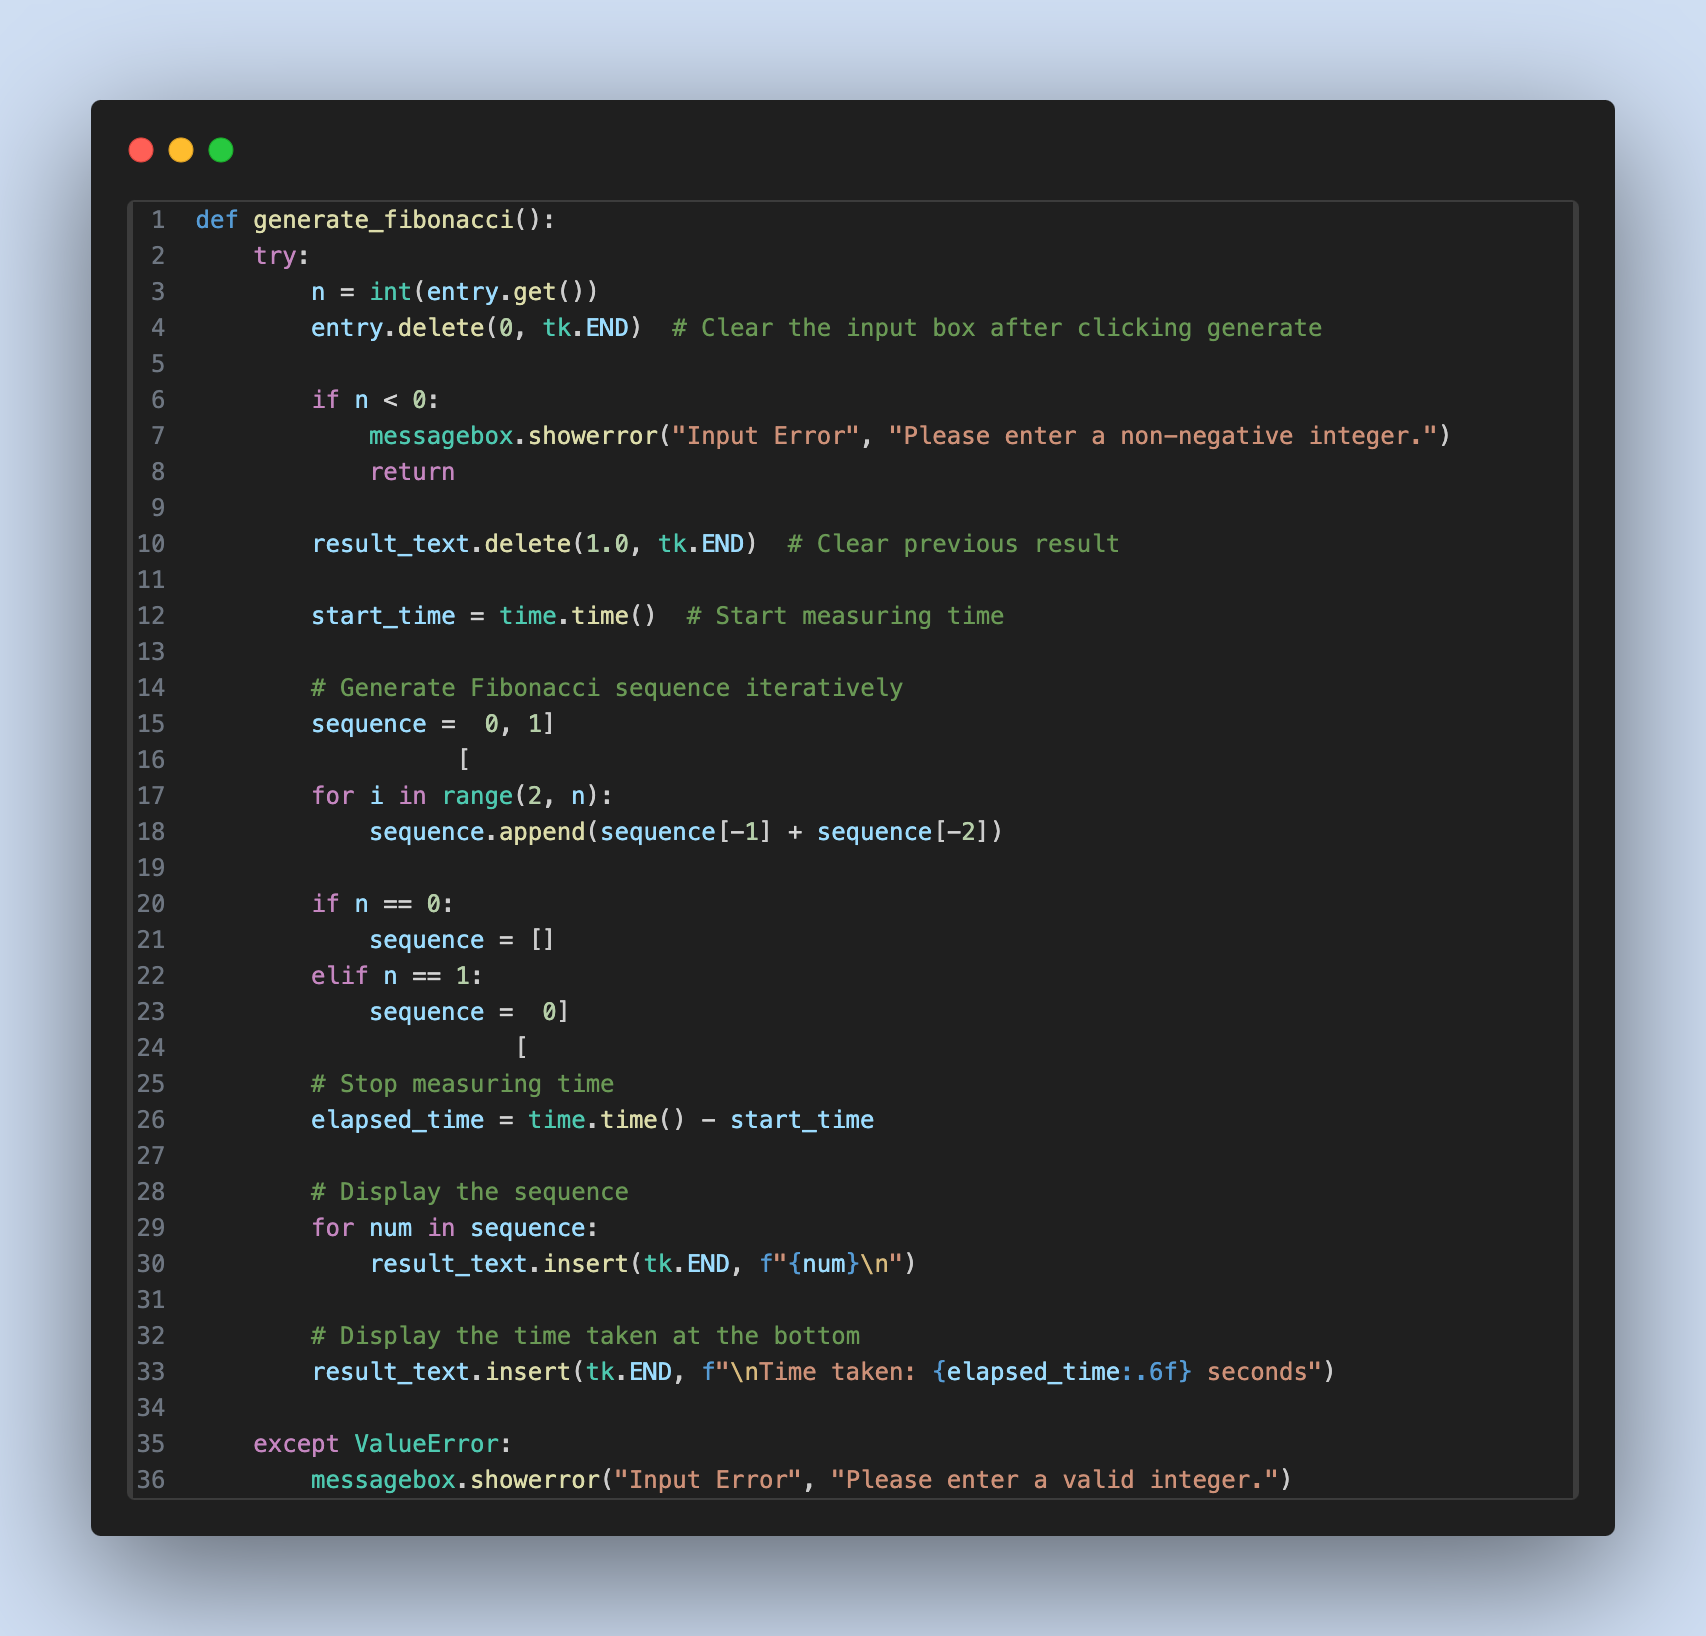 1 def generate_fibonacci():
2     try:
3         n = int(entry.get())
4         entry.delete(0, tk.END)  # Clear the input box after clicking generate
5
6         if n < 0:
7             messagebox.showerror("Input Error", "Please enter a non-negative integer.")
8             return
9
10         result_text.delete(1.0, tk.END)  # Clear previous result
11
12         start_time = time.time()  # Start measuring time
13
14         # Generate Fibonacci sequence iteratively
15         sequence =  0, 1]
16                   [
17         for i in range(2, n):
18             sequence.append(sequence[-1] + sequence[-2])
19
20         if n == 0:
21             sequence = []
22         elif n == 1:
23             sequence =  0]
24                       [
25         # Stop measuring time
26         elapsed_time = time.time() - start_time
27
28         # Display the sequence
29         for num in sequence:
30             result_text.insert(tk.END, f"{num}\n")
31
32         # Display the time taken at the bottom
33         result_text.insert(tk.END, f"\nTime taken: {elapsed_time:.6f} seconds")
34
35     except ValueError:
36         messagebox.showerror("Input Error", "Please enter a valid integer.")